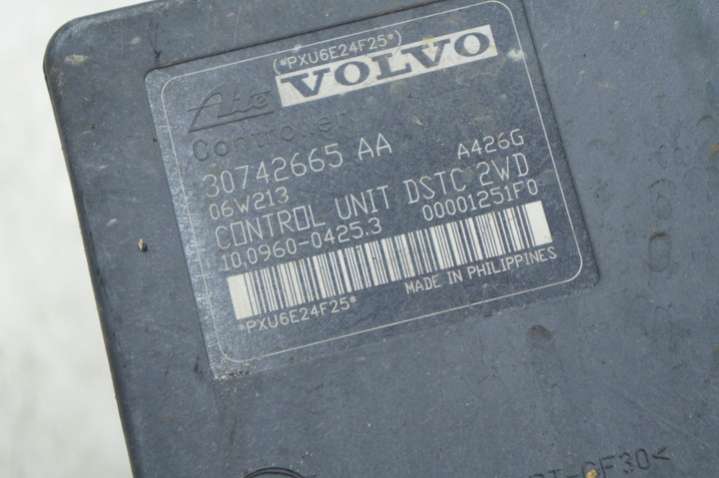 (*PXU6E24F25*)
Ate VOLVO
Controller
30742665 AA A426G
06W213
CONTROL UNIT DSTC 2WD
10.0960-0425.3 00001251F0
*PXU6E24F25* MADE IN PHILIPPINES
GF30<